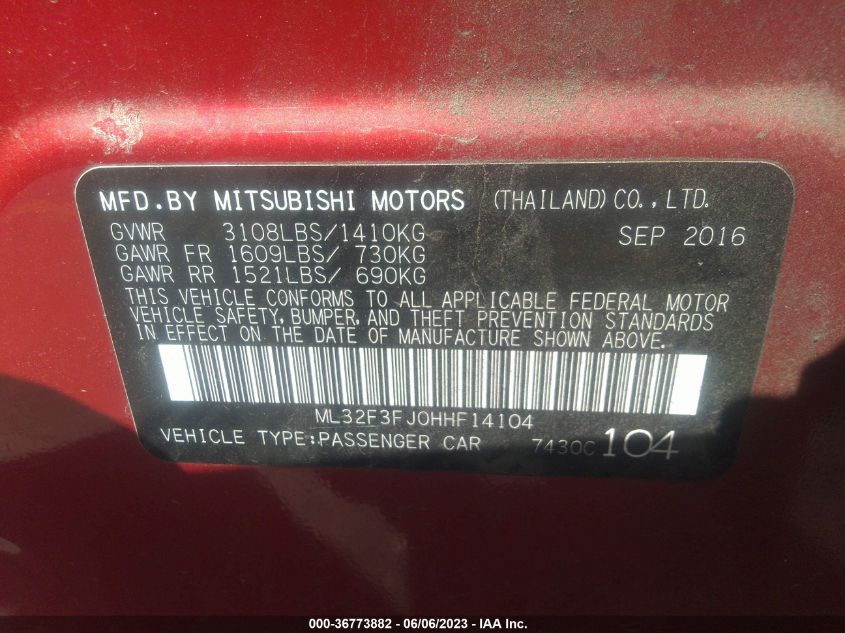 MFD.BY MITSUBISHI MOTORS (THAILAND)CO.,LTD.
GVWR 3108LBS/1410KG SEP 2016
GAWR FR 1609LBS/ 730KG
GAWR RR 1521LBS/ 690KG
THIS VEHICLE CONFORMS TO ALL APPLICABLE FEDERAL MOTOR
VEHICLE SAFETY, BUMPER, AND THEFT PREVENTION STANDARDS
IN EFFECT ON THE DATE OF MANUFACTURE SHOWN ABOVE.
ML32F3FJ0HHF14104
VEHICLE TYPE:PASSENGER CAR 7430C 104
000-36773882 - 06/06/2023 - IAA Inc.